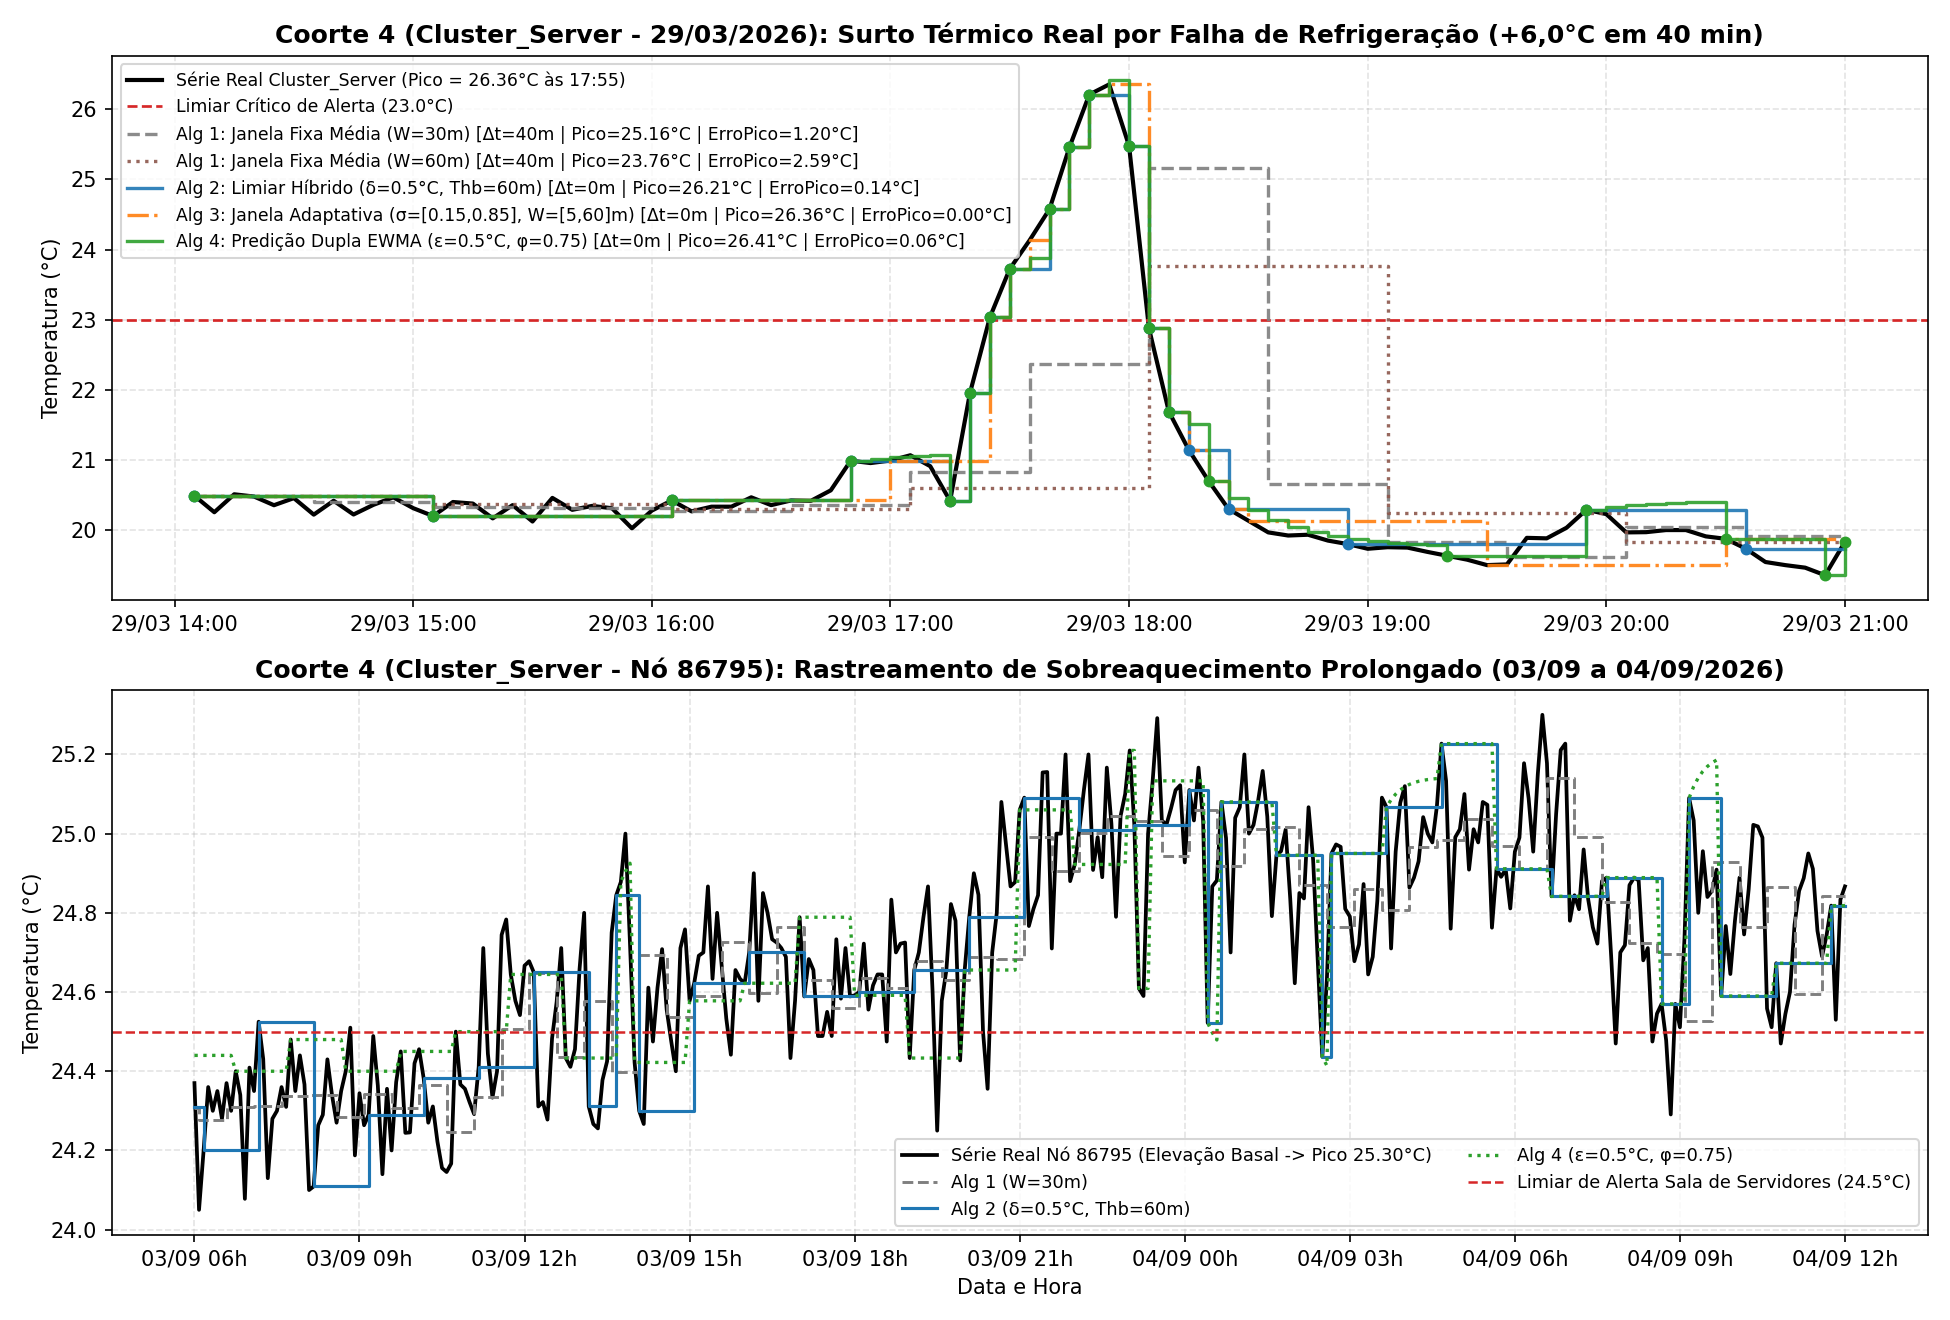 Coorte 4 (Cluster_Server - 29/03/2026): Surto Térmico Real por Falha de Refrigeração (+6,0°C em 40 min)
Série Real Cluster_Server (Pico = 26.36°C às 17:55)
Limiar Crítico de Alerta (23.0°C)
Alg 1: Janela Fixa Média (W=30m) [Δt=40m | Pico=25.16°C | ErroPico=1.20°C]
Alg 1: Janela Fixa Média (W=60m) [Δt=40m | Pico=23.76°C | ErroPico=2.59°C]
Alg 2: Limiar Híbrido (δ=0.5°C, Thb=60m) [Δt=0m | Pico=26.21°C | ErroPico=0.14°C]
Alg 3: Janela Adaptativa (σ=[0.15,0.85], W=[5,60]m) [Δt=0m | Pico=26.36°C | ErroPico=0.00°C]
Alg 4: Predição Dupla EWMA (ε=0.5°C, φ=0.75) [Δt=0m | Pico=26.41°C | ErroPico=0.06°C]
Temperatura (°C)
26
25
24
23
22
21
20
29/03 14:00 29/03 15:00 29/03 16:00 29/03 17:00 29/03 18:00 29/03 19:00 29/03 20:00 29/03 21:00
Coorte 4 (Cluster_Server - Nó 86795): Rastreamento de Sobreaquecimento Prolongado (03/09 a 04/09/2026)
Temperatura (°C)
25.2
25.0
24.8
24.6
24.4
24.2
24.0
Série Real Nó 86795 (Elevação Basal -> Pico 25.30°C)
Alg 1 (W=30m)
Alg 2 (δ=0.5°C, Thb=60m)
Alg 4 (ε=0.5°C, φ=0.75)
Limiar de Alerta Sala de Servidores (24.5°C)
03/09 06h 03/09 09h 03/09 12h 03/09 15h 03/09 18h 03/09 21h 04/09 00h 04/09 03h 04/09 06h 04/09 09h 04/09 12h
Data e Hora